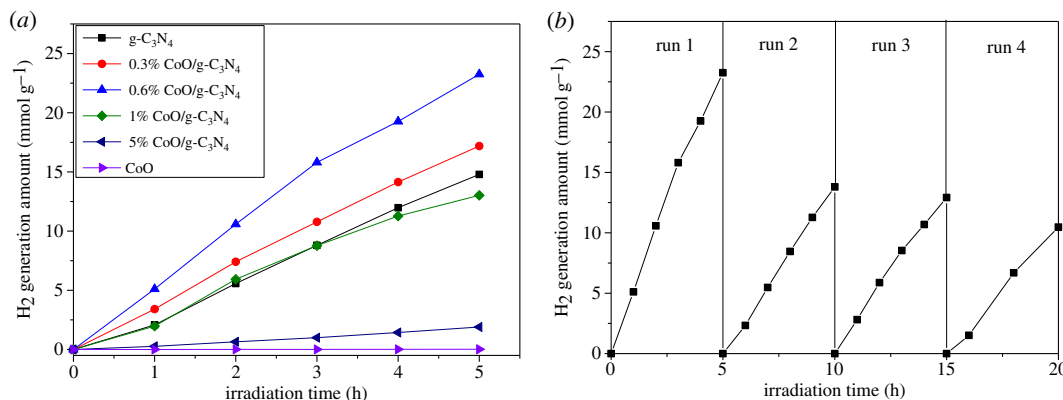 (a)
25
20
15
10
5
0
H₂ generation amount (mmol g⁻¹)
g-C₃N₄
0.3% CoO/g-C₃N₄
0.6% CoO/g-C₃N₄
1% CoO/g-C₃N₄
5% CoO/g-C₃N₄
CoO
0 1 2 3 4 5
irradiation time (h)
(b)
25
20
15
10
5
0
H₂ generation amount (mmol g⁻¹)
run 1 run 2 run 3 run 4
0 5 10 15 20
irradiation time (h)